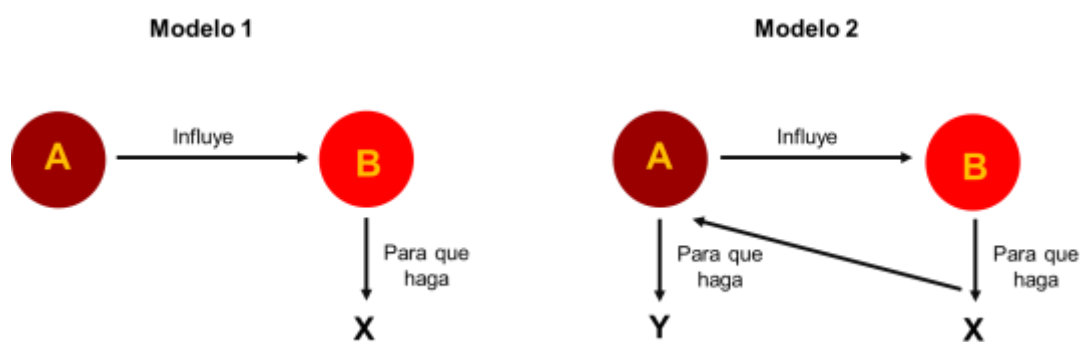 Modelo 1
A
Influye
B
Para que
haga
X
Modelo 2
A
Influye
B
Para que
haga
Y
Para que
haga
X